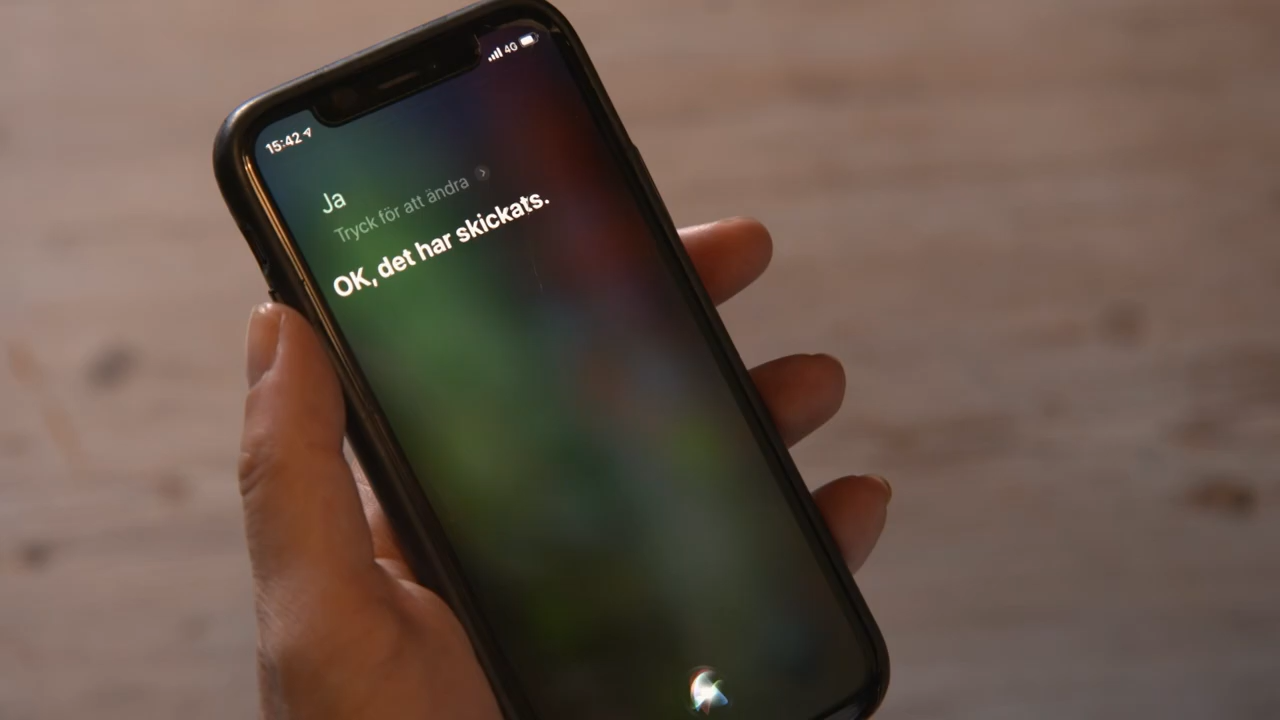 15:42
4G
Ja
Tryck för att ändra
OK, det har skickats.